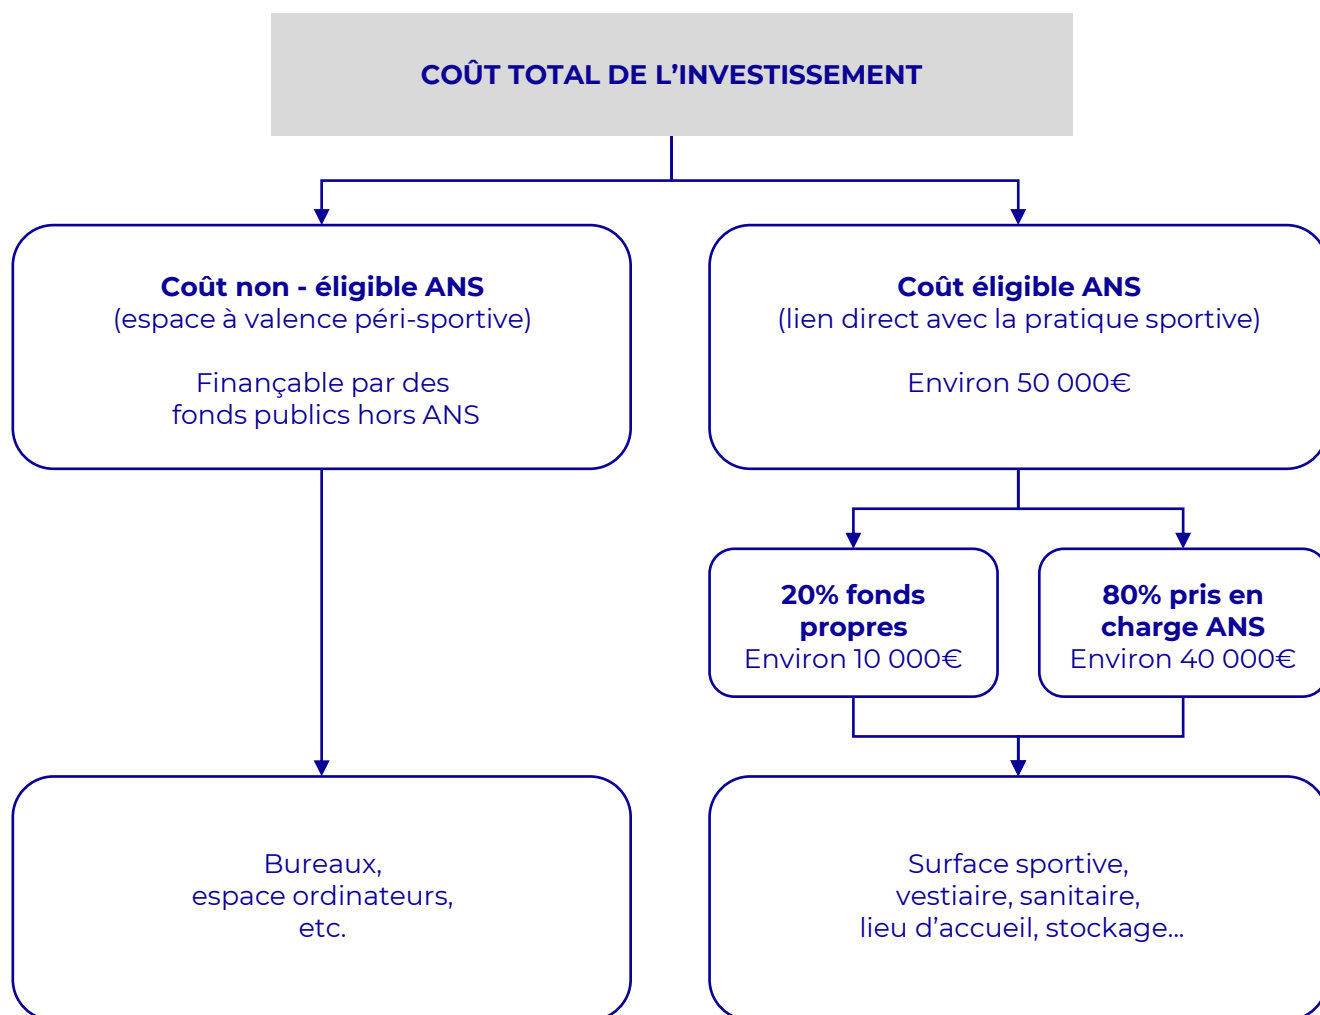 COÛT TOTAL DE L’INVESTISSEMENT
Coût non - éligible ANS
(espace à valence péri-sportive)
Finançable par des
fonds publics hors ANS
Coût éligible ANS
(lien direct avec la pratique sportive)
Environ 50 000€
20% fonds
propres
Environ 10 000€
80% pris en
charge ANS
Environ 40 000€
Bureaux,
espace ordinateurs,
etc.
Surface sportive,
vestiaire, sanitaire,
lieu d’accueil, stockage...